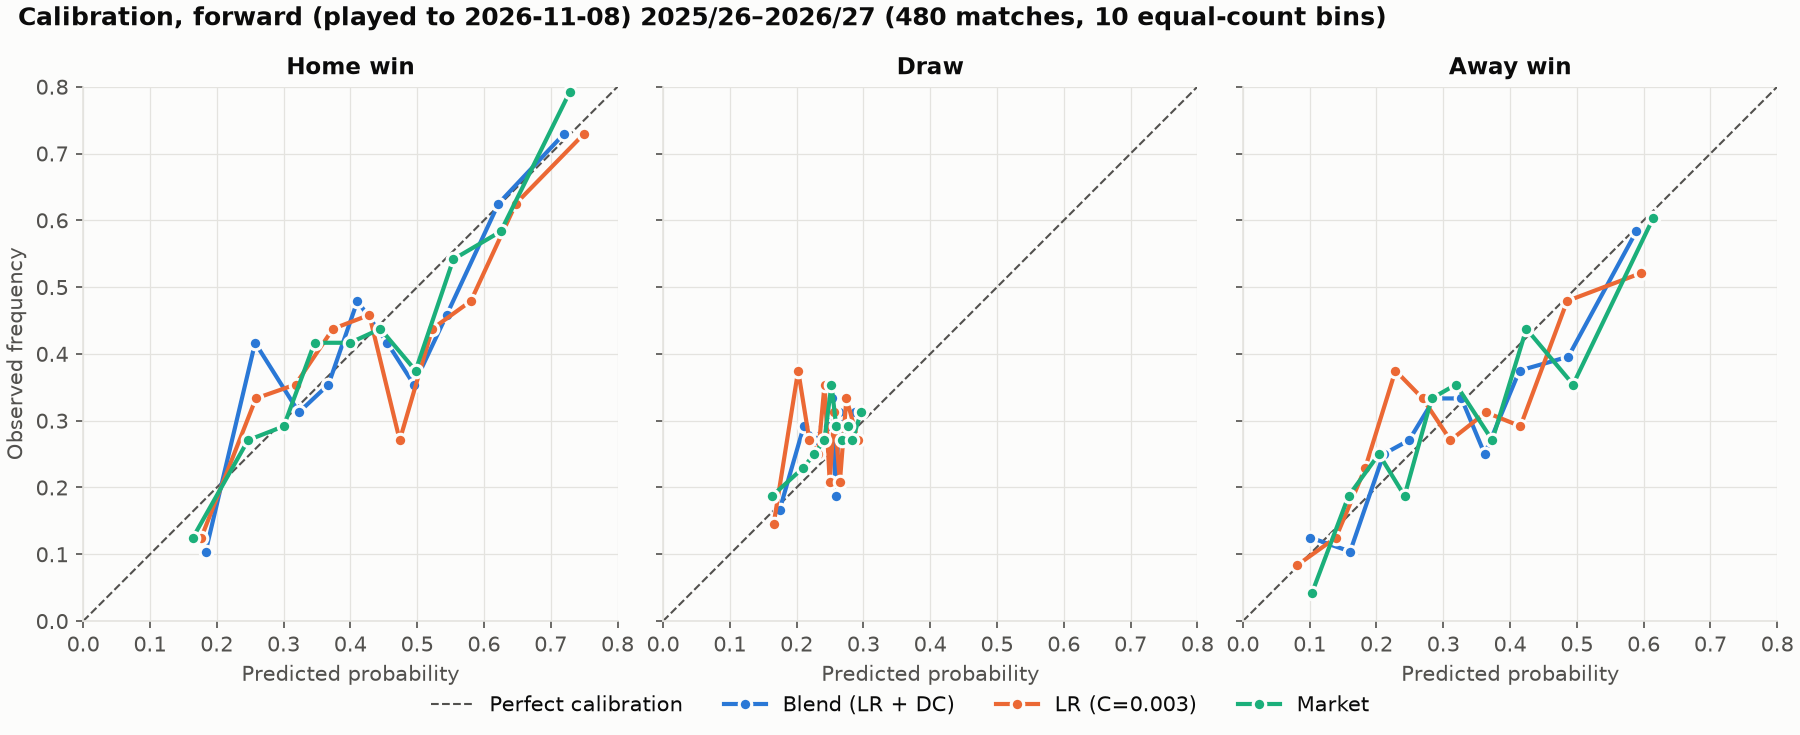 Calibration, forward (played to 2026-11-08) 2025/26–2026/27 (480 matches, 10 equal-count bins)
Home win
Draw
Away win
Observed frequency
0.8
0.7
0.6
0.5
0.4
0.3
0.2
0.1
0.0
0.0 0.1 0.2 0.3 0.4 0.5 0.6 0.7 0.8
0.0 0.1 0.2 0.3 0.4 0.5 0.6 0.7 0.8
0.0 0.1 0.2 0.3 0.4 0.5 0.6 0.7 0.8
Predicted probability
Predicted probability
Predicted probability
Perfect calibration
Blend (LR + DC)
LR (C=0.003)
Market